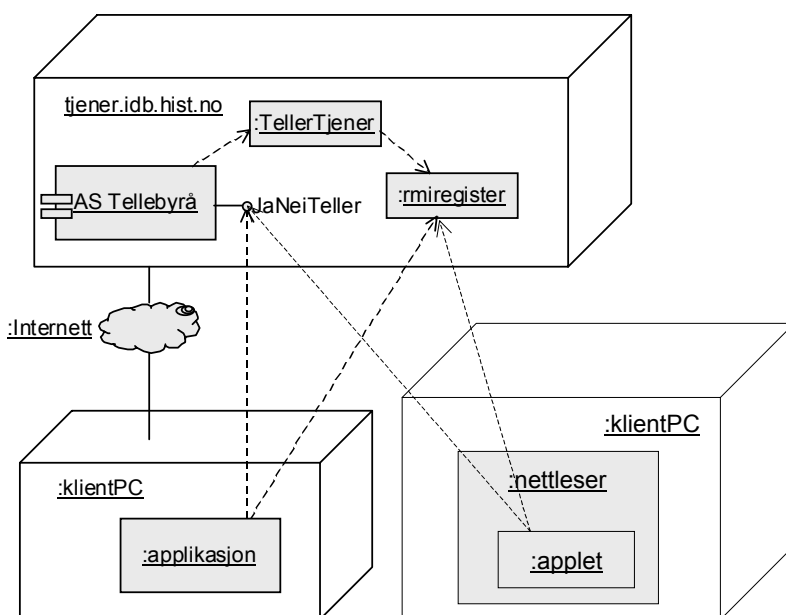 tjener.idb.hist.no
:TellerTjener
AS Tellebyrå
JaNeiTeller
:rmiregister
:Internett
:klientPC
:applikasjon
:klientPC
:nettleser
:applet